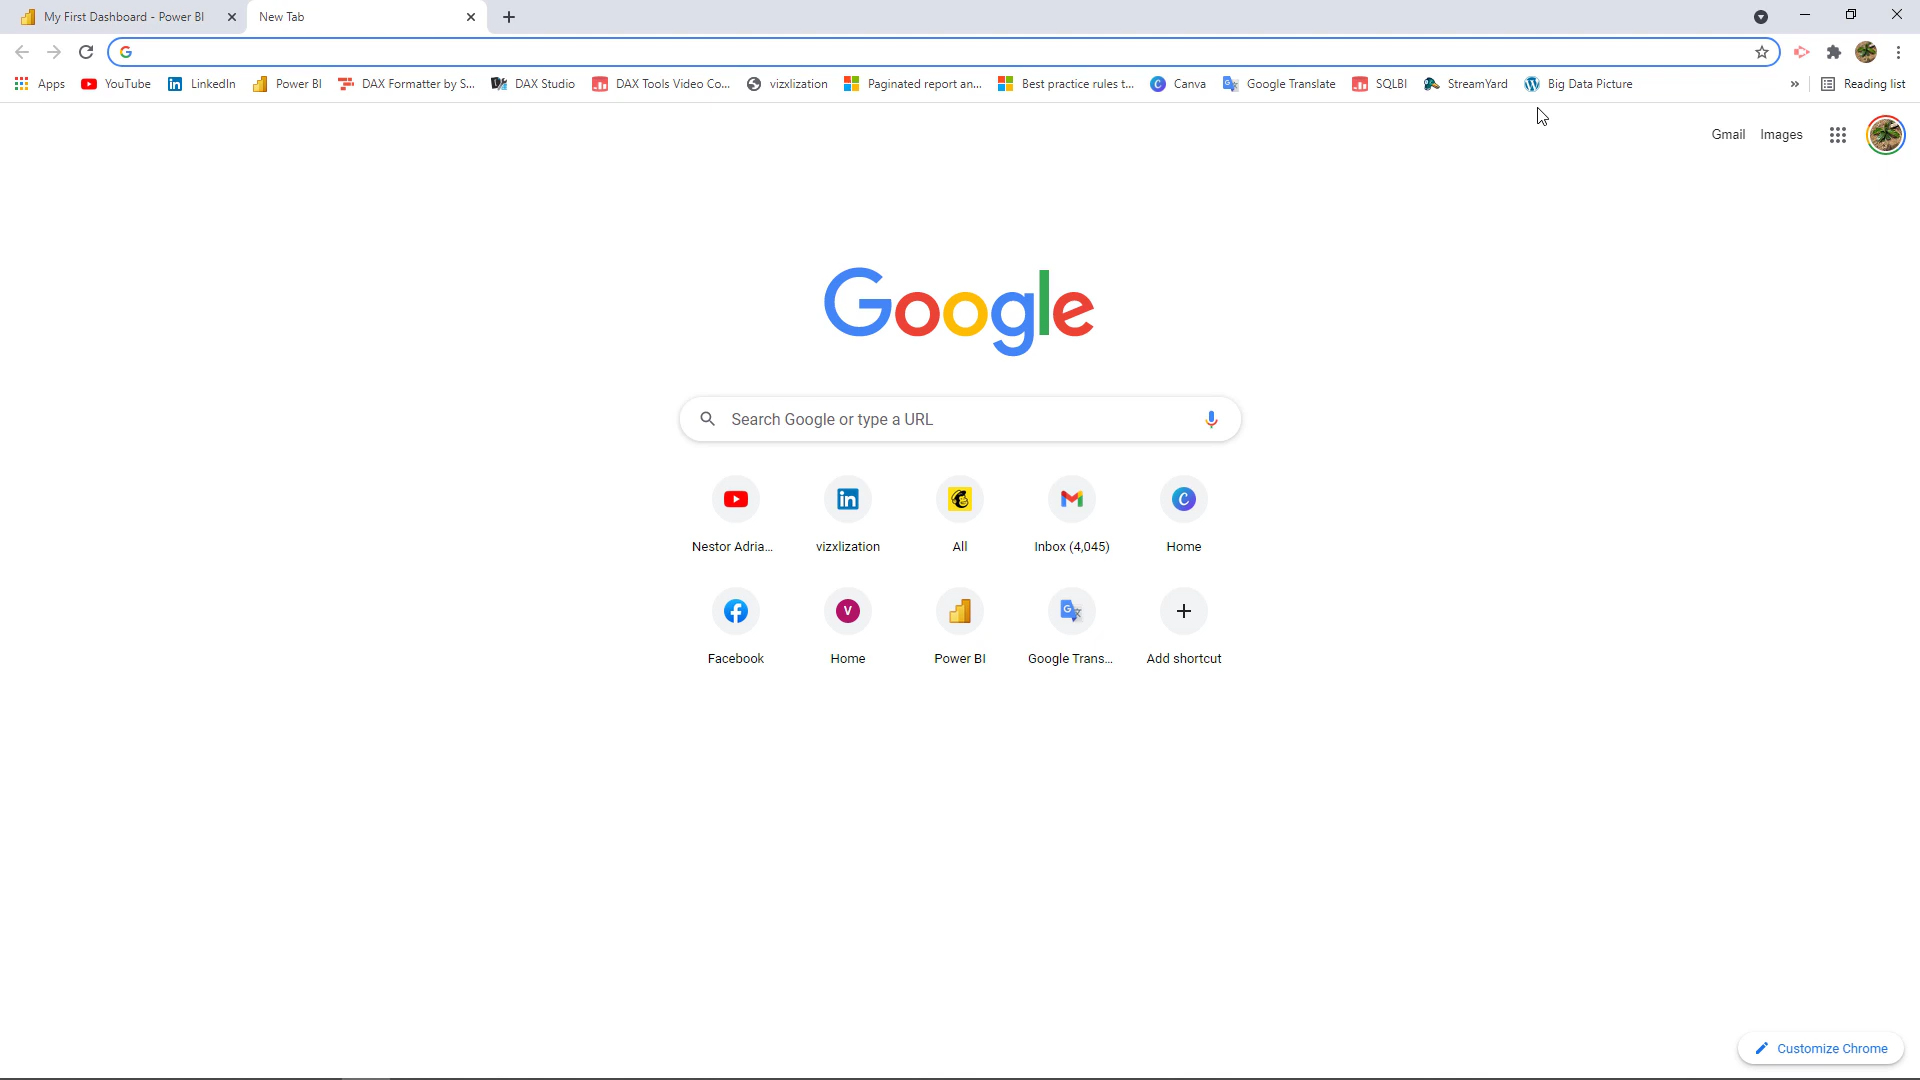 My First Dashboard - Power BI
New Tab
Apps YouTube LinkedIn Power BI DAX Formatter by S... DAX Studio DAX Tools Video Co... vizxlization Paginated report an... Best practice rules t... Canva Google Translate SQLBI StreamYard Big Data Picture » Reading list
Gmail Images
Google
Search Google or type a URL
Nestor Adria... vizxlization All Inbox (4,045) Home
V
Facebook Home Power BI Google Trans... Add shortcut
Customize Chrome